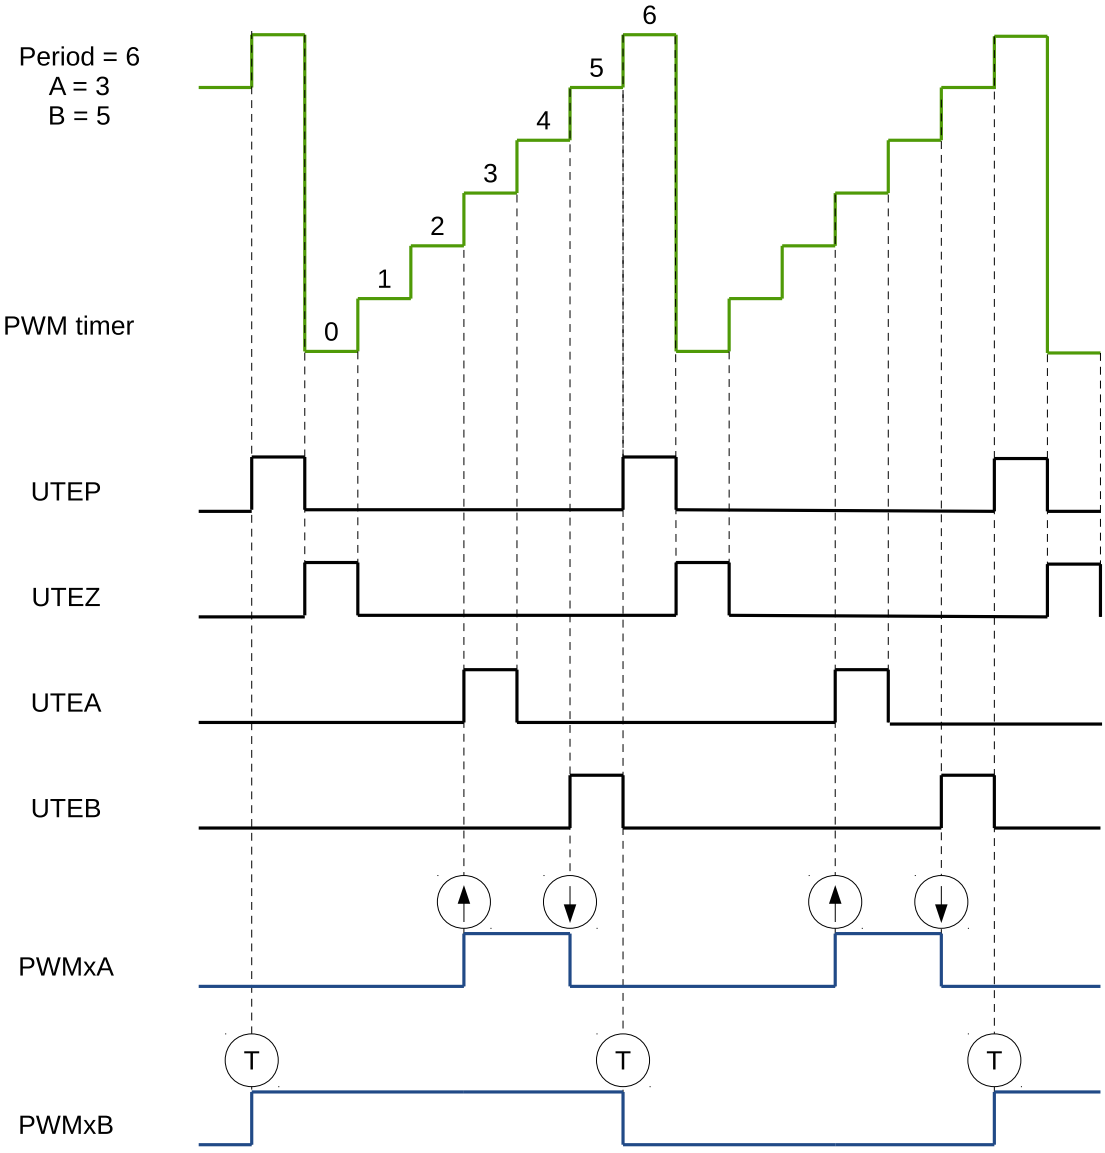 6
Period = 6
A = 3
B = 5
5
4
3
2
1
0
PWM timer
UTEP
UTEZ
UTEA
UTEB
PWMxA
T T T
PWMxB